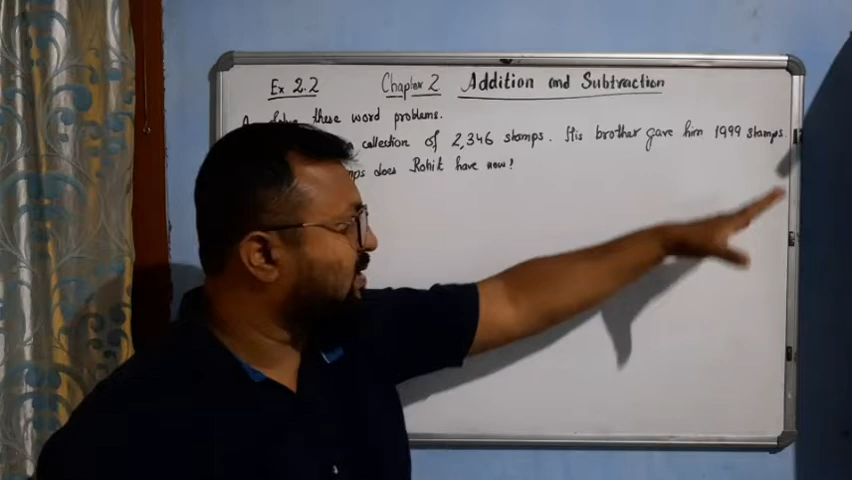 Ex 2.2 Chapter 2 Addition and Subtraction
these word problems.
collection of 2,346 stamps. His brother gave him 1999 stamps.
does Rohit have now?